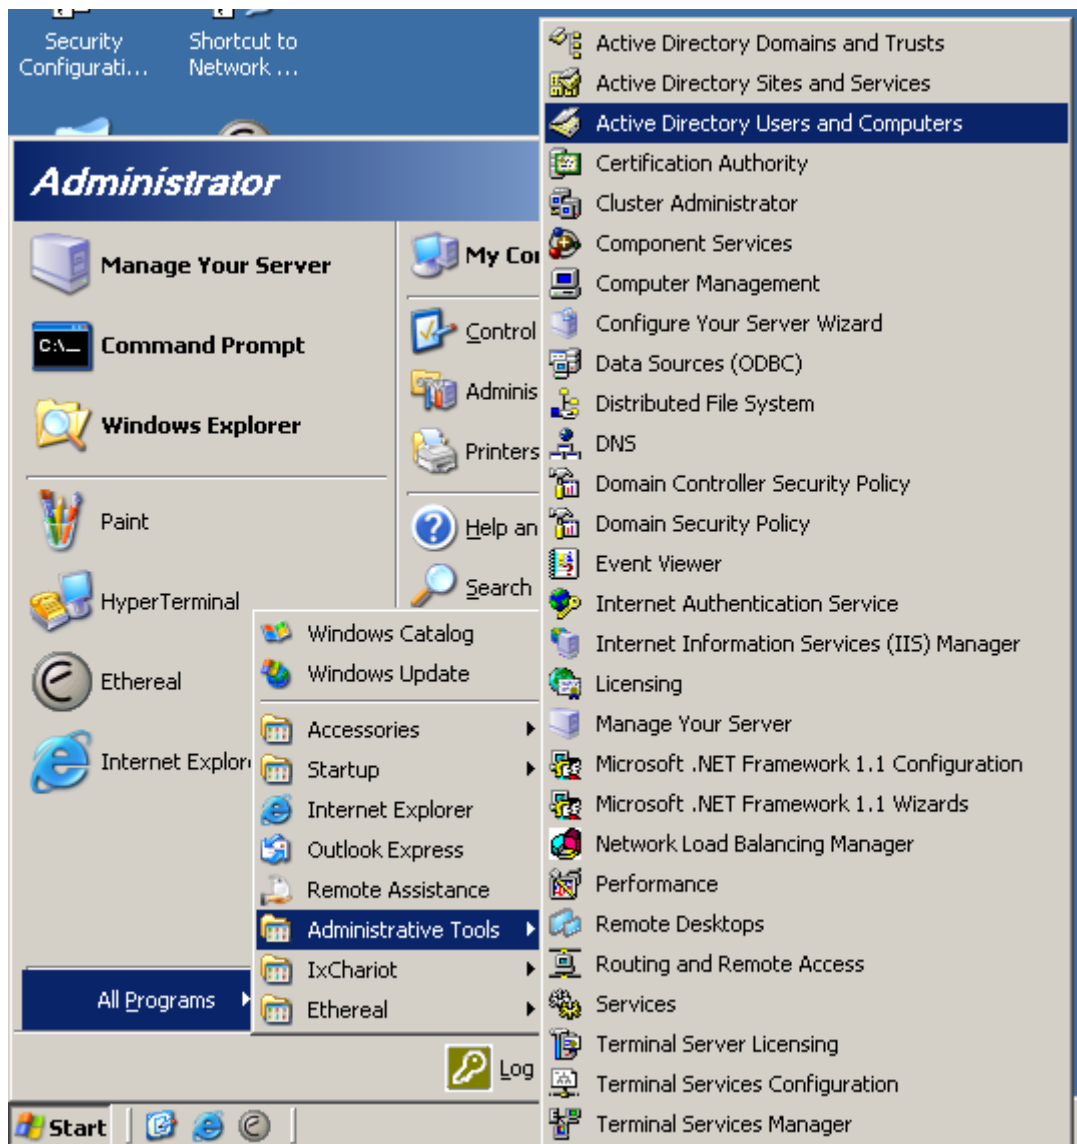 Security
Configurati...
Shortcut to
Network ...
Administrator
Manage Your Server
Command Prompt
Windows Explorer
Paint
HyperTerminal
Ethereal
Internet Explor
My Co
Control
Adminis
Printers
Help an
Search
Windows Catalog
Windows Update
Accessories
Startup
Internet Explorer
Outlook Express
Remote Assistance
Administrative Tools
IxChariot
Ethereal
All Programs
Log
Start
C:\_
Active Directory Domains and Trusts
Active Directory Sites and Services
Active Directory Users and Computers
Certification Authority
Cluster Administrator
Component Services
Computer Management
Configure Your Server Wizard
Data Sources (ODBC)
Distributed File System
DNS
Domain Controller Security Policy
Domain Security Policy
Event Viewer
Internet Authentication Service
Internet Information Services (IIS) Manager
Licensing
Manage Your Server
Microsoft .NET Framework 1.1 Configuration
Microsoft .NET Framework 1.1 Wizards
Network Load Balancing Manager
Performance
Remote Desktops
Routing and Remote Access
Services
Terminal Server Licensing
Terminal Services Configuration
Terminal Services Manager